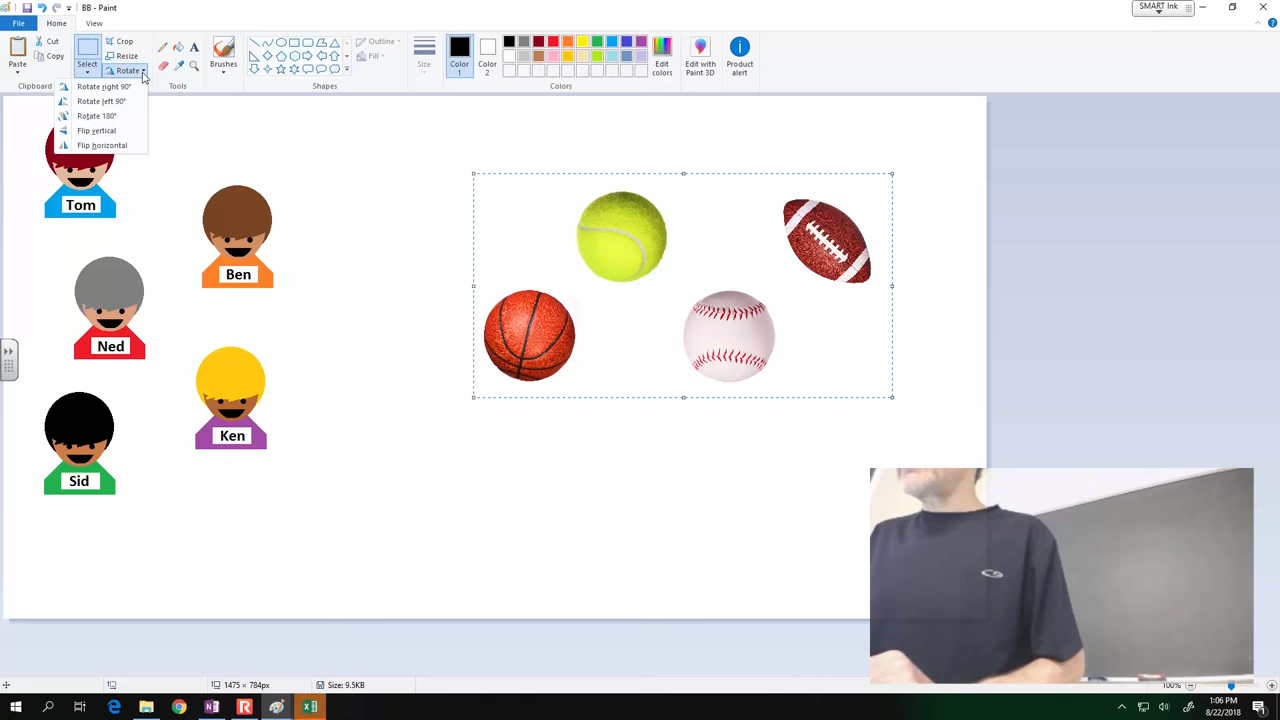 BB - Paint
SMART Ink
File
Home
View
Paste
Cut
Copy
Clipboard
Select
Crop
Resize
Rotate
Rotate right 90°
Rotate left 90°
Rotate 180°
Flip vertical
Flip horizontal
A
Tools
Brushes
Outline
Fill
Shapes
Size
Color
1
Color
2
Edit
colors
Colors
Edit with
Paint 3D
Product
alert
Tom
Ben
Ned
Ken
Sid
1475 × 784px
Size: 9.5KB
100%
1:06 PM
8/22/2018